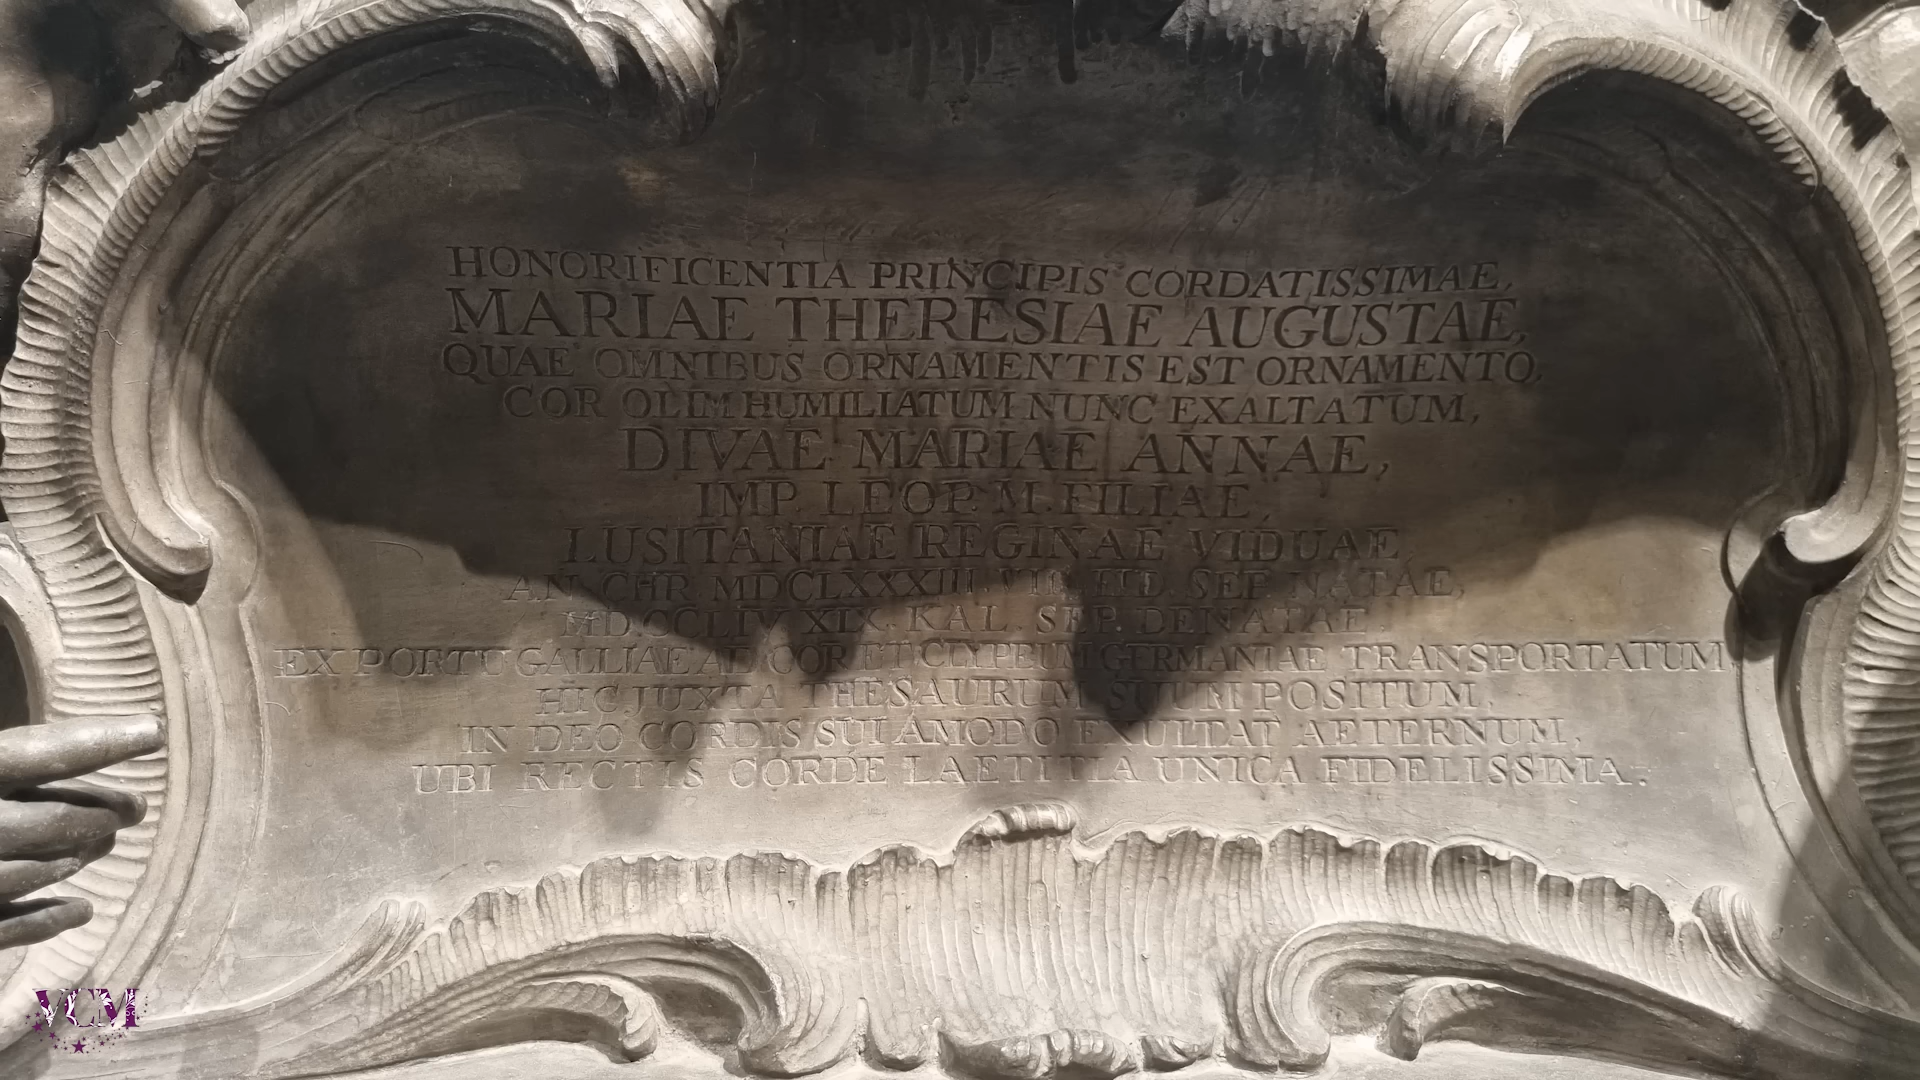 HONORIFICENTIA PRINCIPIS CORDATISSIMAE,
MARIAE THERESIAE AUGUSTAE,
QUAE OMNIBUS ORNAMENTIS EST ORNAMENTO,
COR OLIM HUMILIATUM NUNC EXALTATUM,
DIVAE MARIAE ANNAE,
IMP. LEOP. M. FILIAE,
LUSITANIAE REGINAE VIDUAE
AN. CHR. MDCLXXXIII. SEP. NATAE,
MDCCLIV XIX. KAL. SEP. DENATAE.
EX PORTUGALLIAE AD COR ET CLYPEUM GERMANIAE TRANSPORTATUM
HIC JUXTA THESAURUM SUUM POSITUM,
IN DEO CORDIS SUI AMODO EXULTAT AETERNUM,
UBI RECTIS CORDE LAETITIA UNICA FIDELISSIMA.
VCM